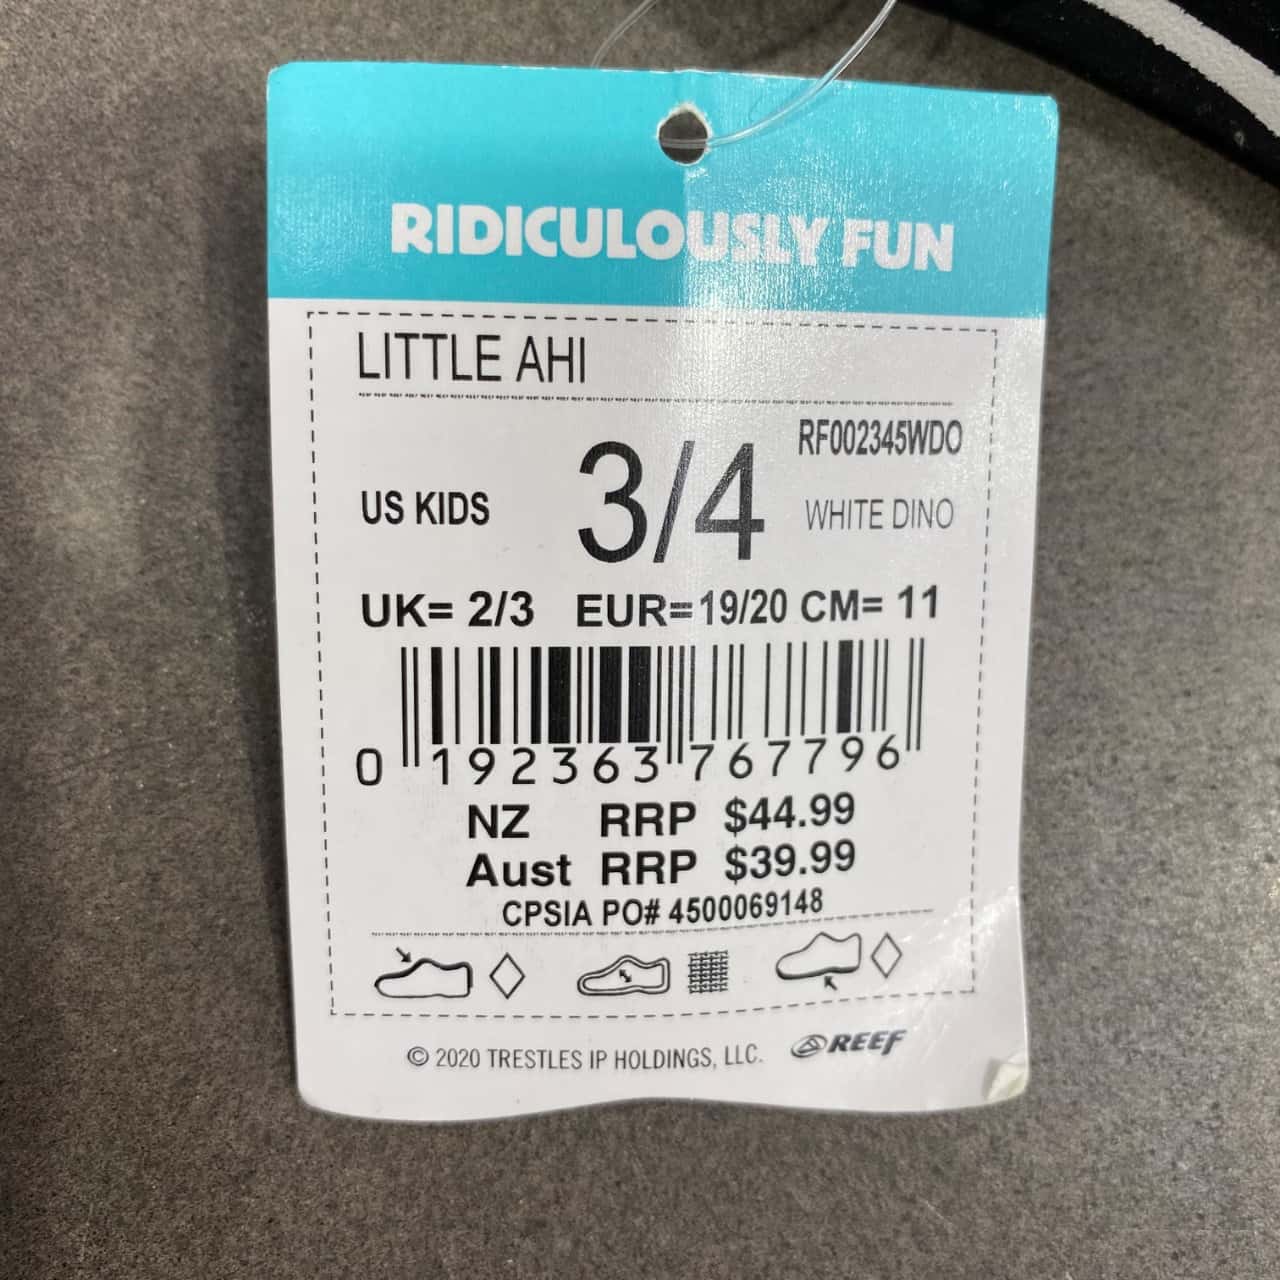 RIDICULOUSLY FUN
LITTLE AHI
RF002345WDO
US KIDS 3/4 WHITE DINO
UK= 2/3 EUR=19/20 CM= 11
0 192363 767796
NZ RRP $44.99
Aust RRP $39.99
CPSIA PO# 4500069148
© 2020 TRESTLES IP HOLDINGS, LLC. REEF